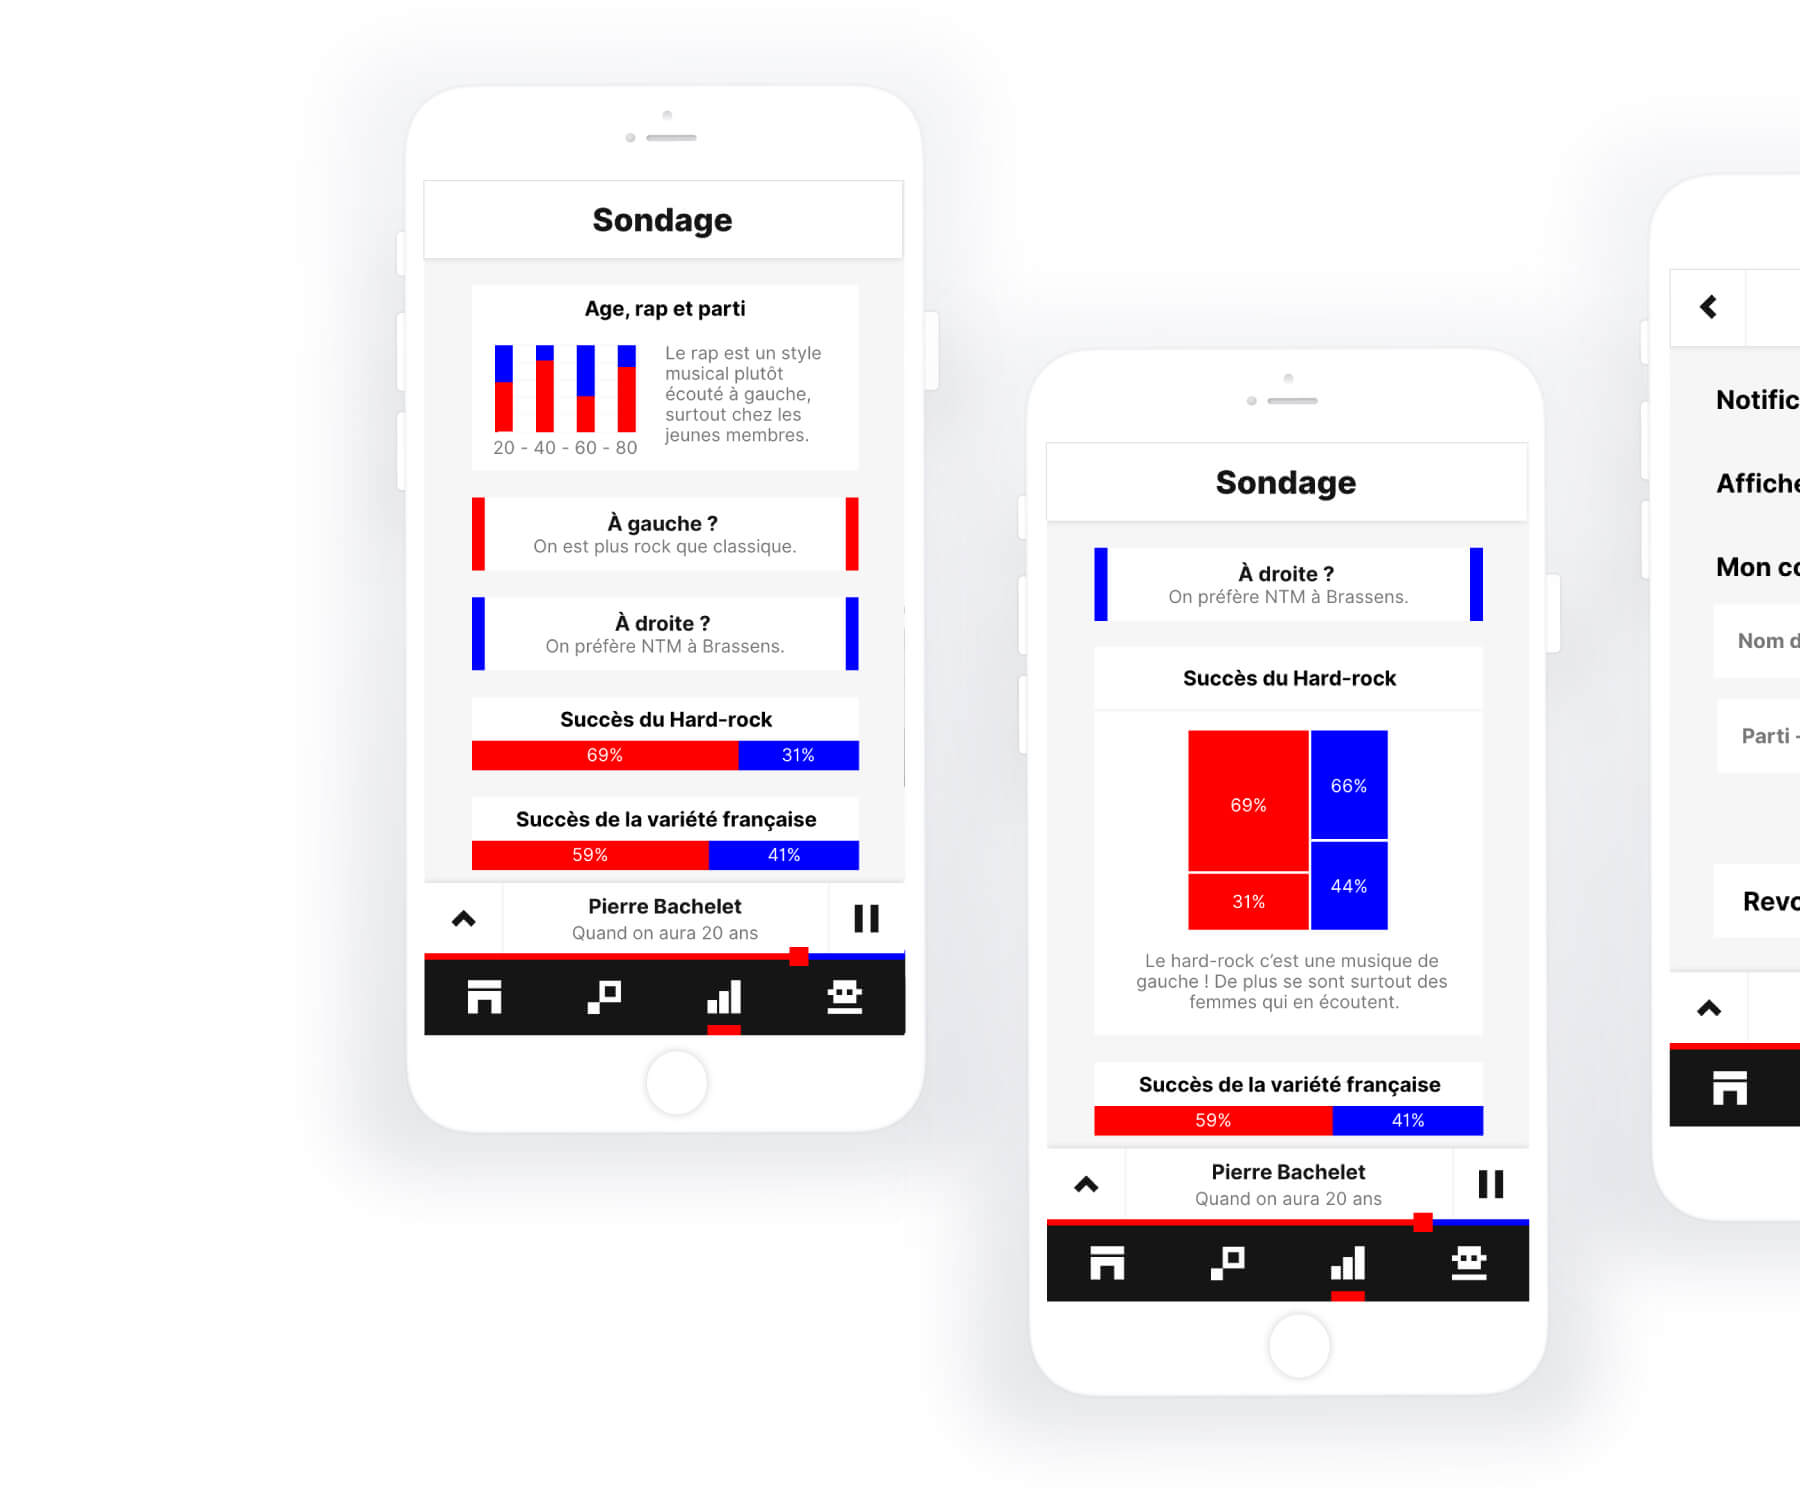 Sondage
Age, rap et parti
Le rap est un style
musical plutôt
écouté à gauche,
surtout chez les
jeunes membres.
20 - 40 - 60 - 80
À gauche ?
On est plus rock que classique.
À droite ?
On préfère NTM à Brassens.
Succès du Hard-rock
69% 31%
Succès de la variété française
59% 41%
Pierre Bachelet
Quand on aura 20 ans
Sondage
À droite ?
On préfère NTM à Brassens.
Succès du Hard-rock
69% 66%
31% 44%
Le hard-rock c'est une musique de
gauche ! De plus se sont surtout des
femmes qui en écoutent.
Succès de la variété française
59% 41%
Pierre Bachelet
Quand on aura 20 ans
Notific
Affiche
Mon co
Nom d
Parti -
Revo